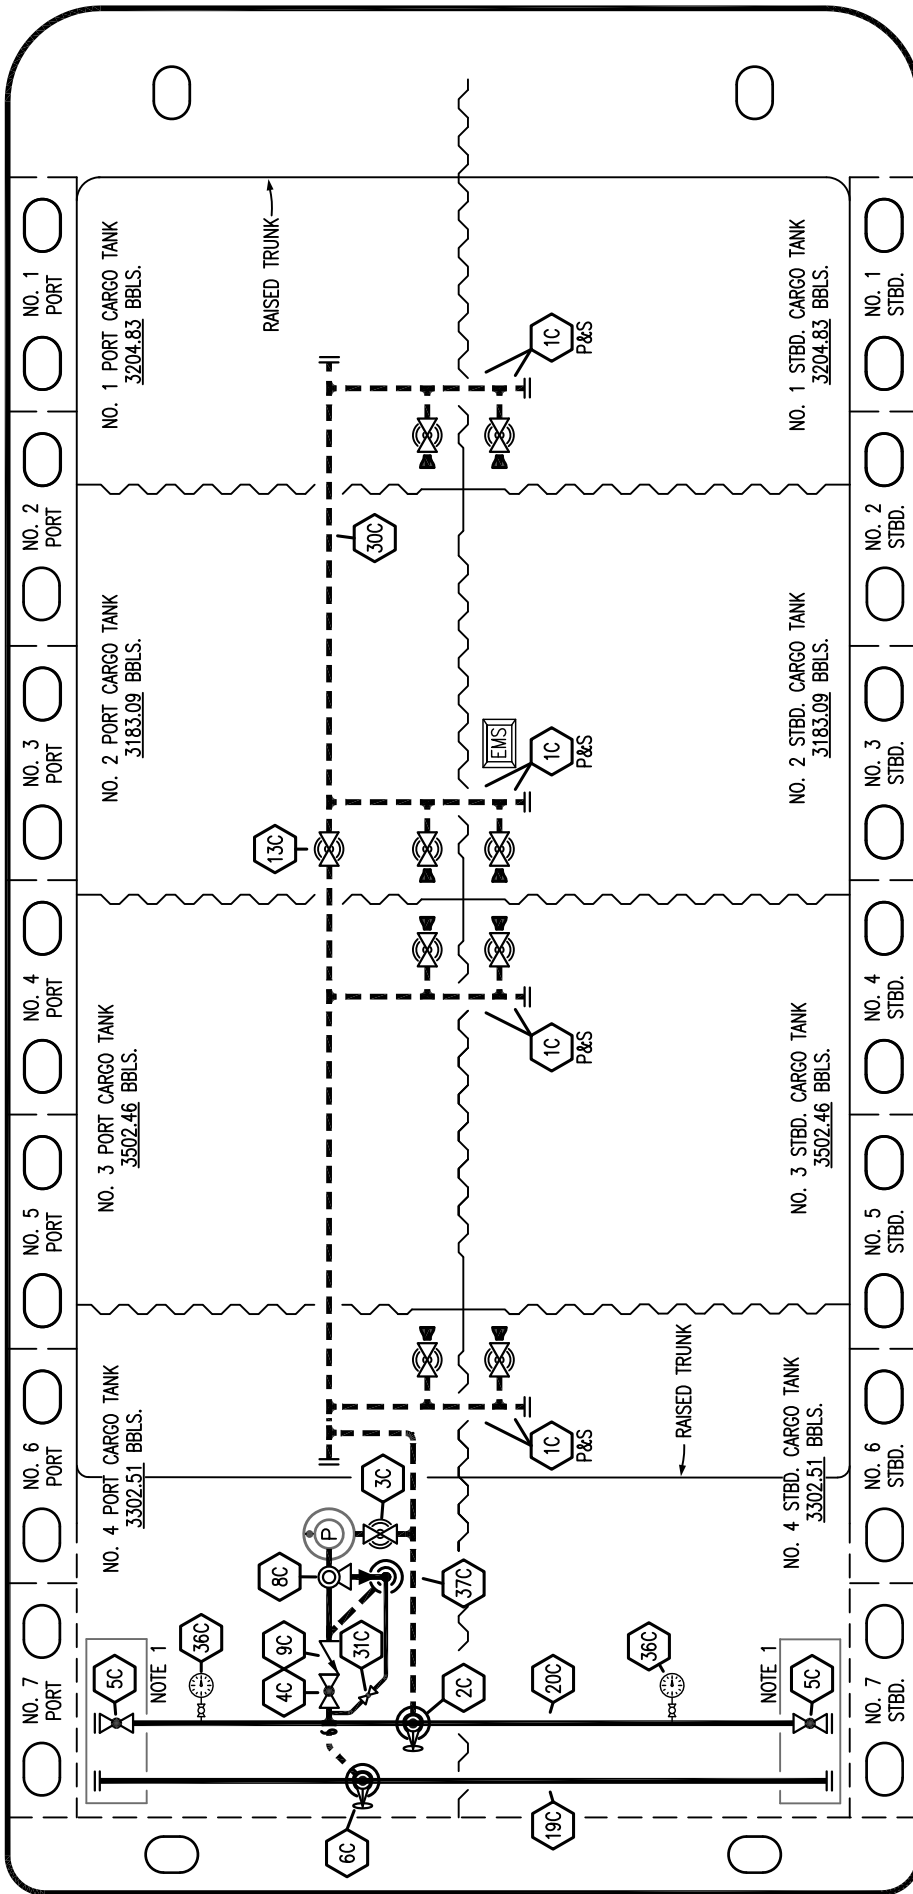 NO. 1
PORT
NO. 2
PORT
NO. 3
PORT
NO. 4
PORT
NO. 5
PORT
NO. 6
PORT
NO. 7
PORT
NO. 1 PORT CARGO TANK
3204.83 BBLS.
NO. 2 PORT CARGO TANK
3183.09 BBLS.
NO. 3 PORT CARGO TANK
3502.46 BBLS.
NO. 4 PORT CARGO TANK
3302.51 BBLS.
RAISED TRUNK
30C
13C
1C
P&S
EMS
1C
P&S
1C
P&S
1C
P&S
3C
P
8C
37C
9C
31C
4C
2C
36C
5C
NOTE 1
6C
20C
19C
36C
NOTE 1
5C
RAISED TRUNK
NO. 1 STBD. CARGO TANK
3204.83 BBLS.
NO. 2 STBD. CARGO TANK
3183.09 BBLS.
NO. 3 STBD. CARGO TANK
3502.46 BBLS.
NO. 4 STBD. CARGO TANK
3302.51 BBLS.
NO. 1
STBD.
NO. 2
STBD.
NO. 3
STBD.
NO. 4
STBD.
NO. 5
STBD.
NO. 6
STBD.
NO. 7
STBD.